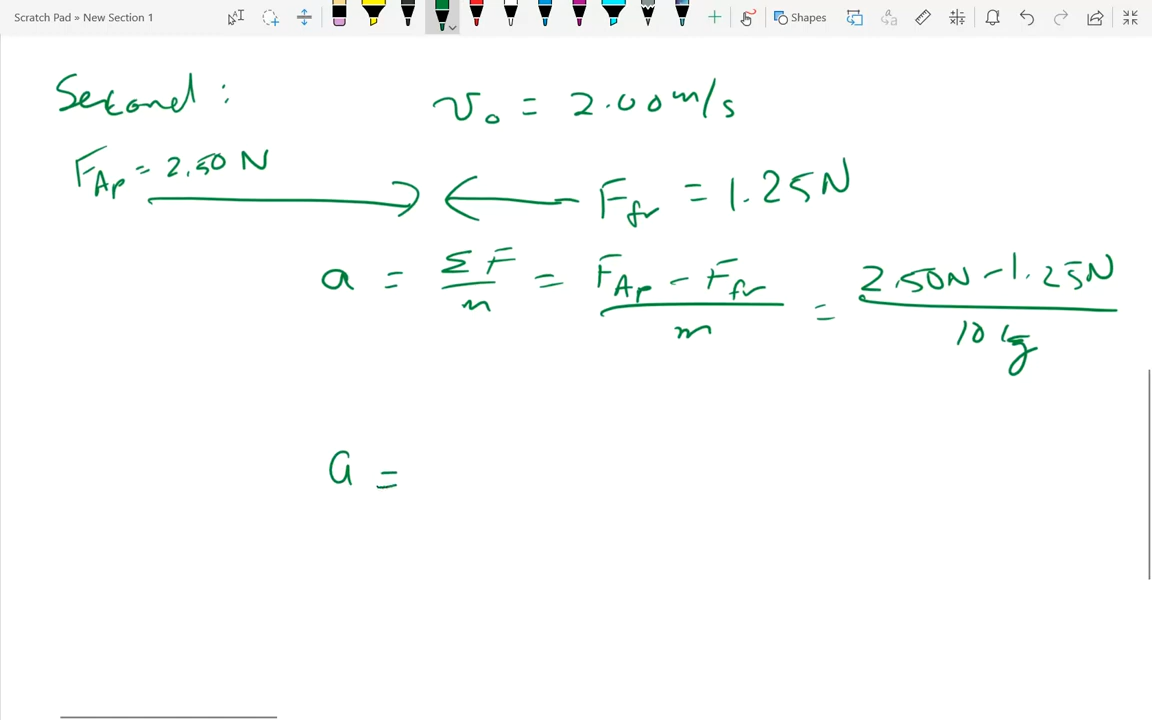 Scratch Pad » New Section 1
Shapes
Second :
v₀ = 2.00 m/s
F_Ap = 2.50 N
F_fr = 1.25N
a = ΣF/m = (F_Ap - F_fr)/m = (2.50N - 1.25N)/10 kg
a =